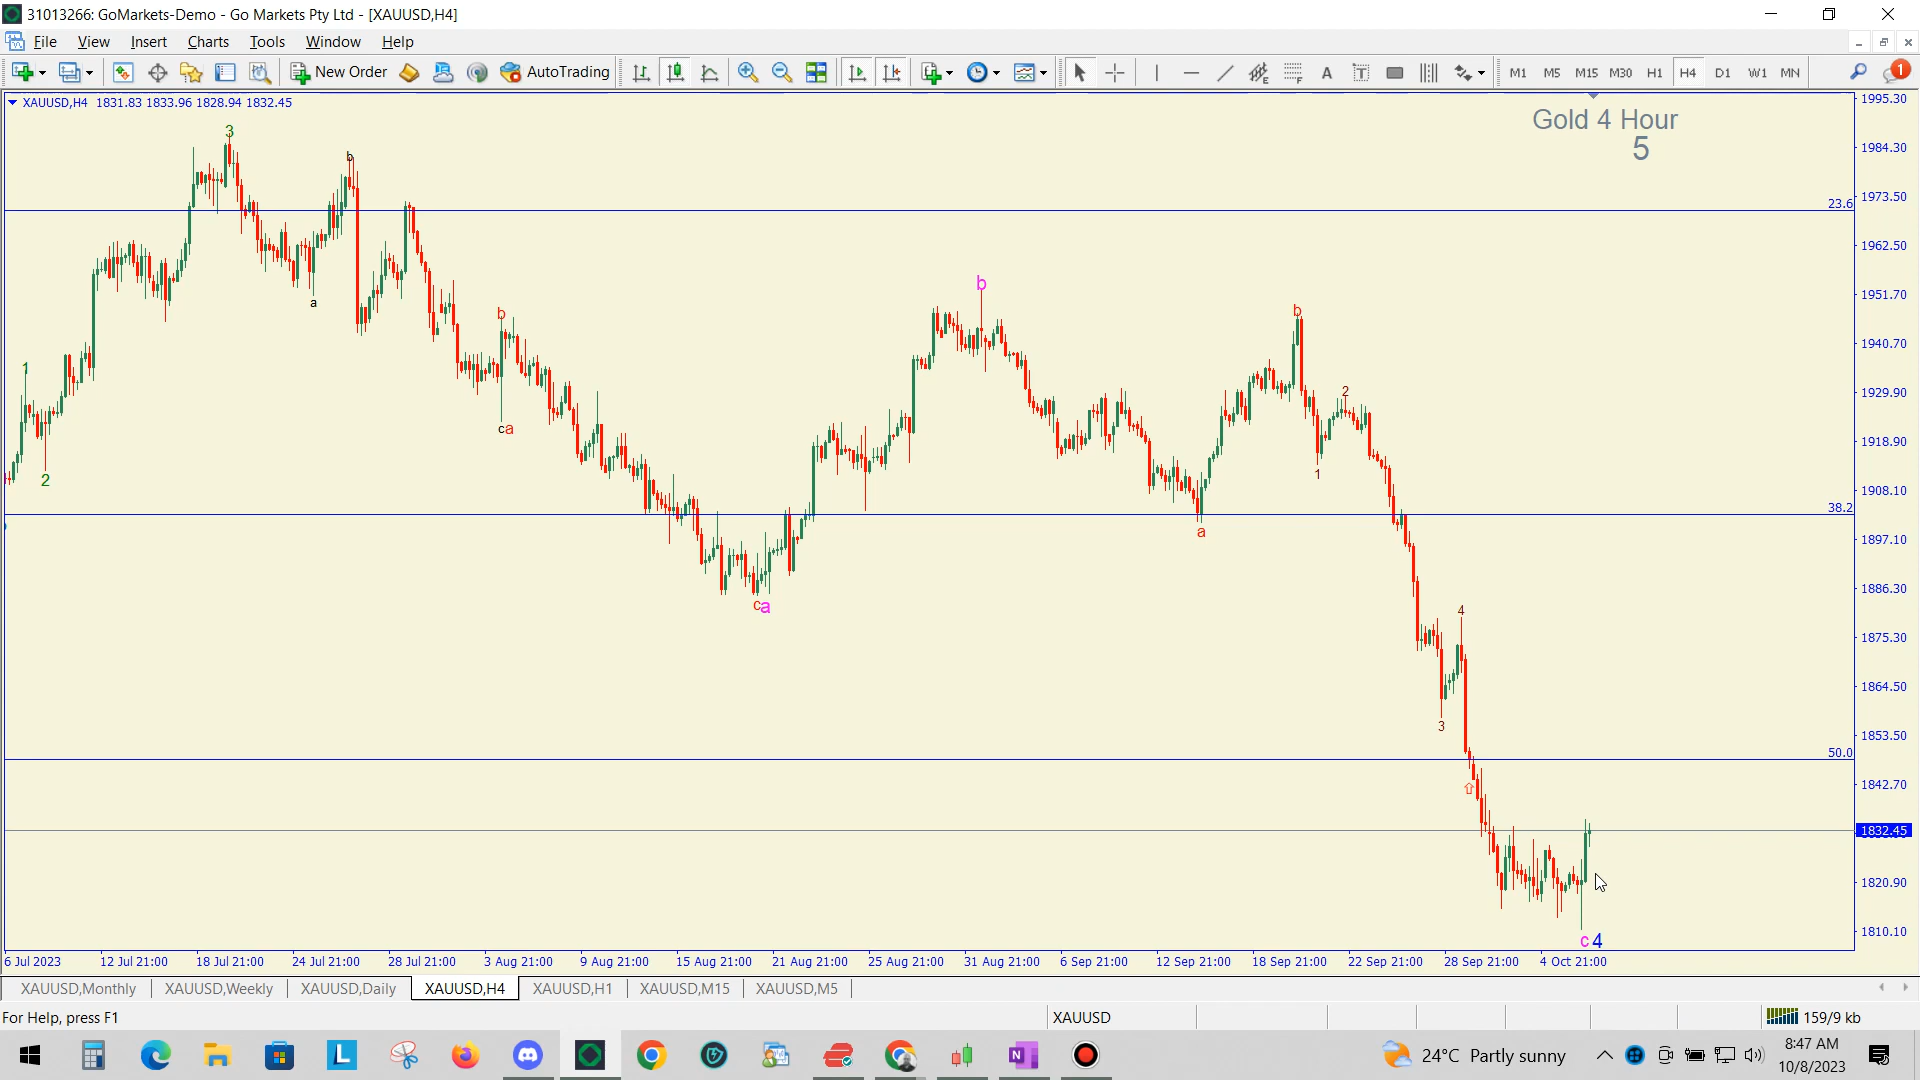 31013266: GoMarkets-Demo - Go Markets Pty Ltd - [XAUUSD,H4]
File View Insert Charts Tools Window Help
New Order AutoTrading A T M1 M5 M15 M30 H1 H4 D1 W1 MN 1
XAUUSD,H4 1831.83 1833.96 1828.94 1832.45
Gold 4 Hour
5
1995.30
1984.30
1973.50
1962.50
1951.70
1940.70
1929.90
1918.90
1908.10
1897.10
1886.30
1875.30
1864.50
1853.50
1842.70
1832.45
1820.90
1810.10
23.6
38.2
50.0
3
b
a
1
2
b
ca
ca
b
a
b
2
1
4
3
c4
6 Jul 2023 12 Jul 21:00 18 Jul 21:00 24 Jul 21:00 28 Jul 21:00 3 Aug 21:00 9 Aug 21:00 15 Aug 21:00 21 Aug 21:00 25 Aug 21:00 31 Aug 21:00 6 Sep 21:00 12 Sep 21:00 18 Sep 21:00 22 Sep 21:00 28 Sep 21:00 4 Oct 21:00
XAUUSD,Monthly XAUUSD,Weekly XAUUSD,Daily XAUUSD,H4 XAUUSD,H1 XAUUSD,M15 XAUUSD,M5
For Help, press F1 XAUUSD 159/9 kb
L N 24°C Partly sunny 8:47 AM
10/8/2023